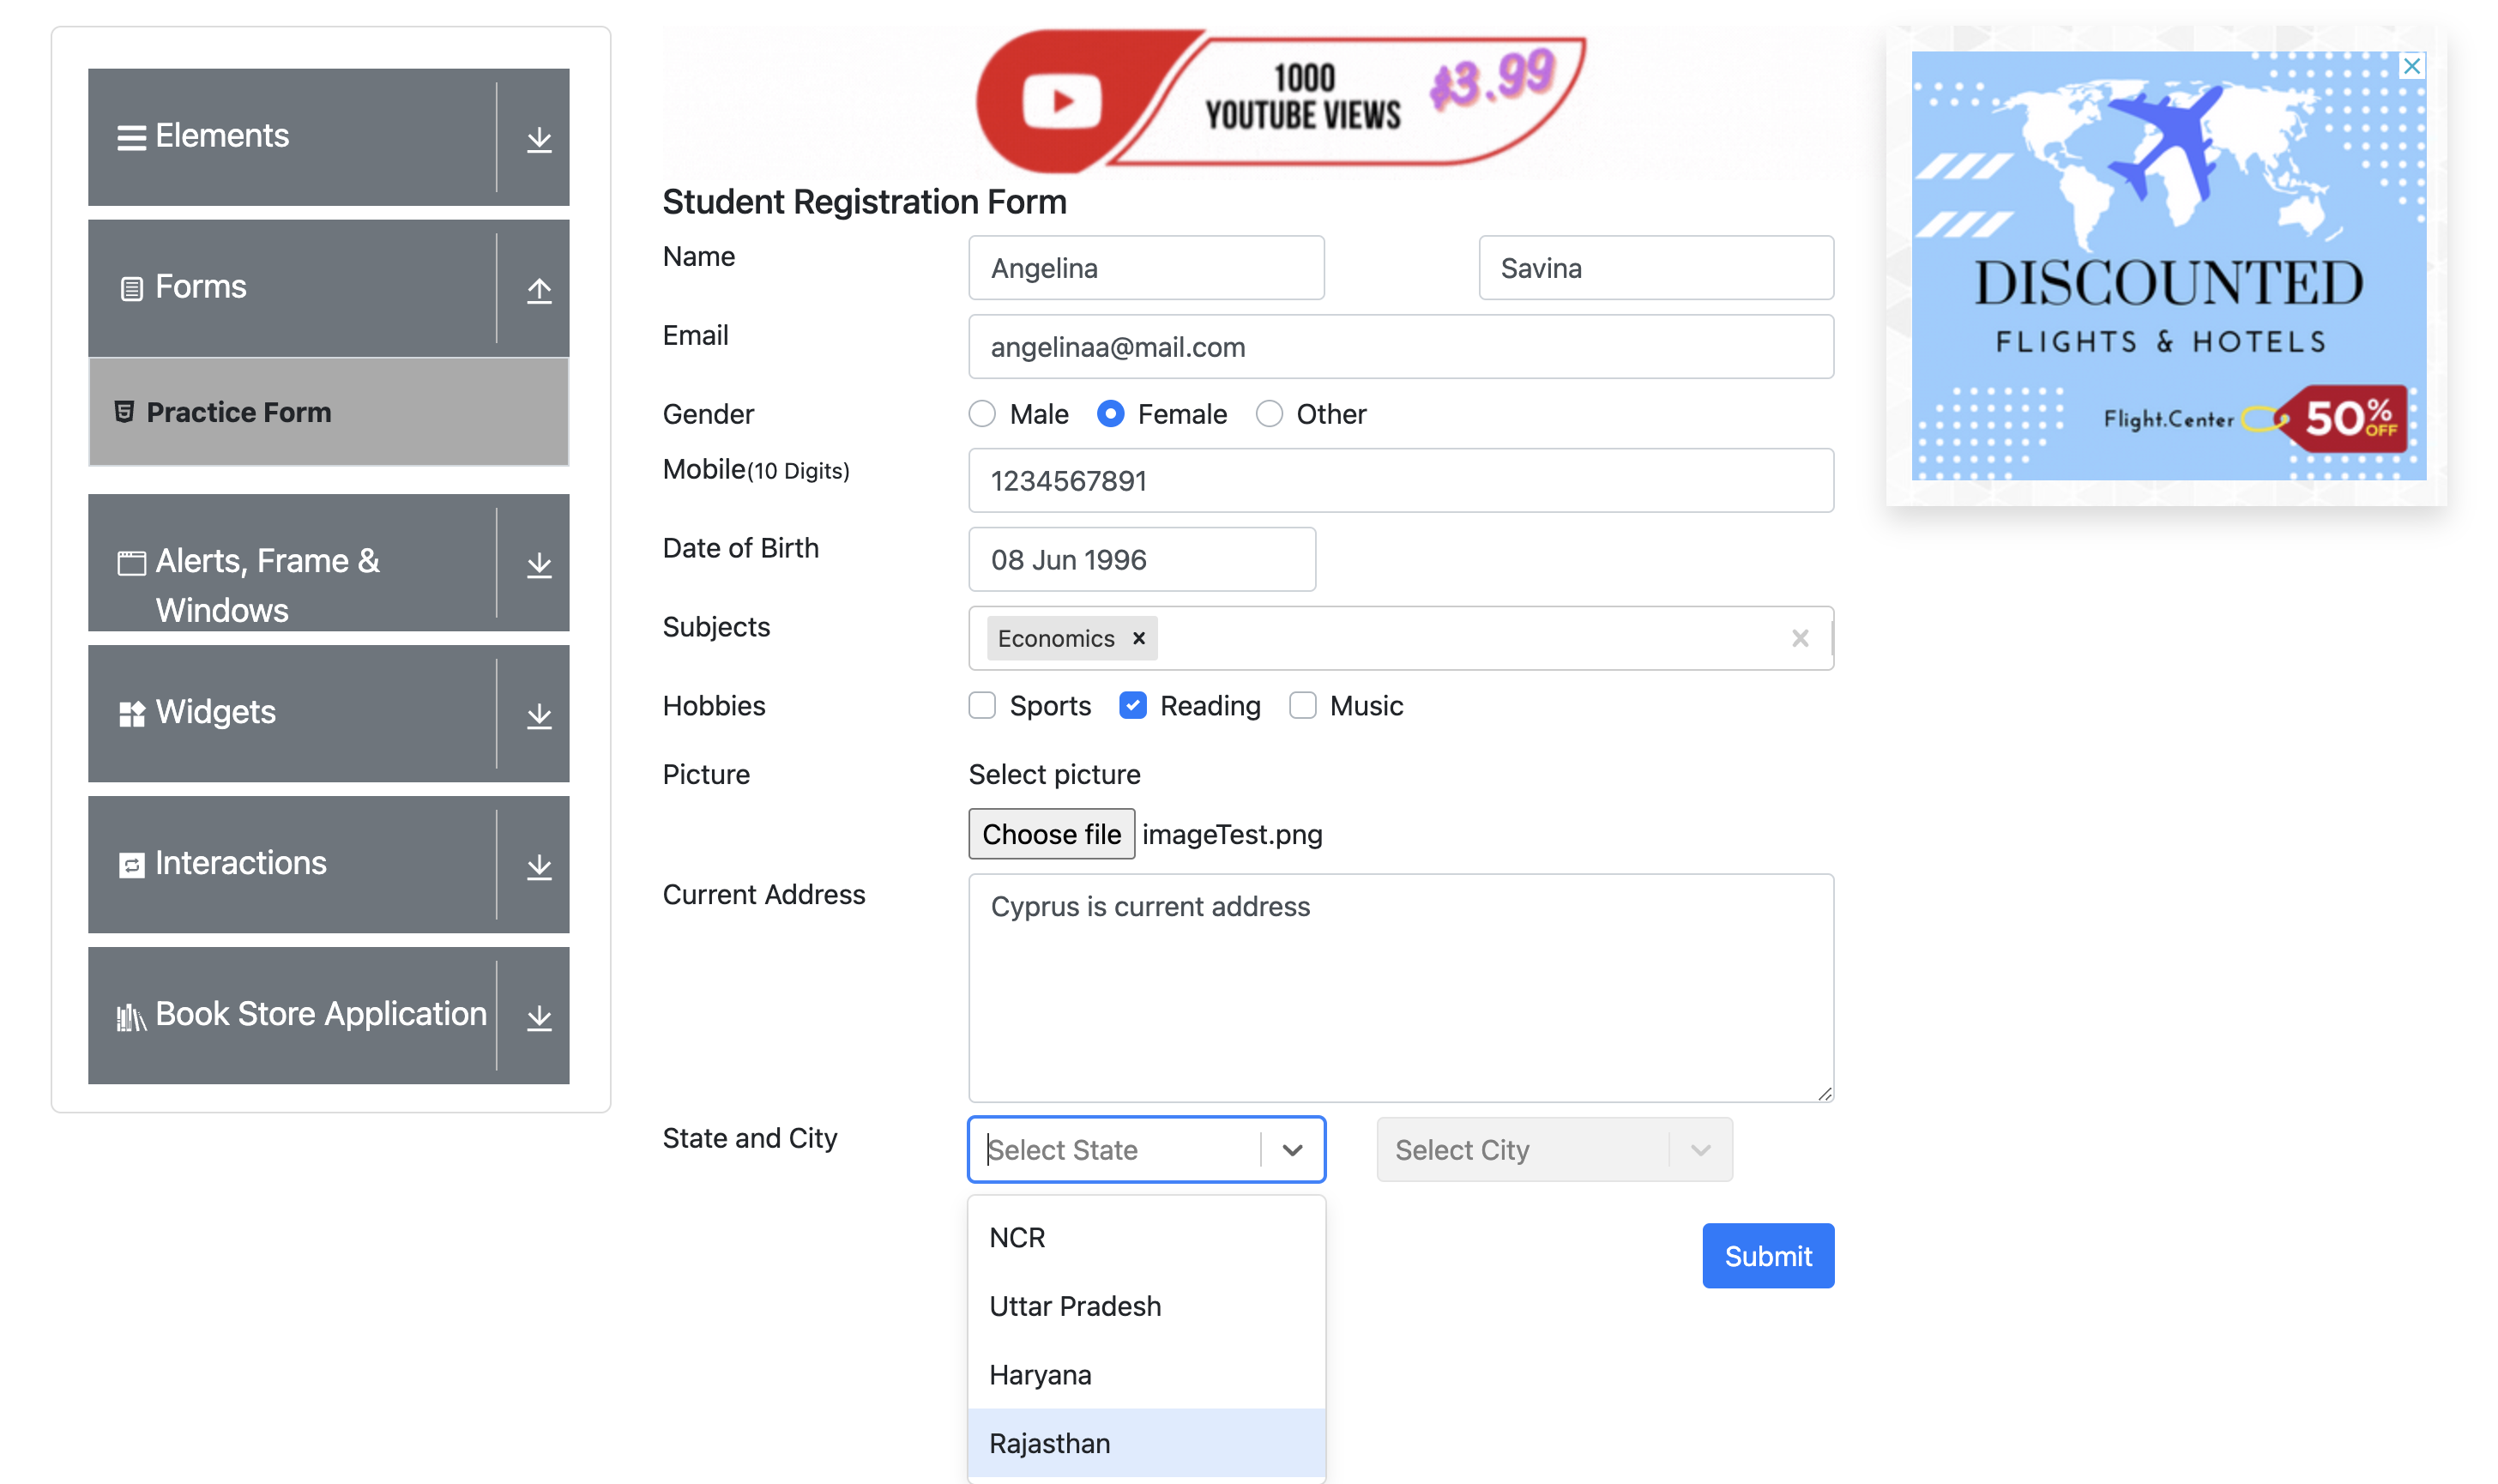 Elements
Forms
Practice Form
Alerts, Frame &
Windows
Widgets
Interactions
Book Store Application
1000
YOUTUBE VIEWS
$3.99
Student Registration Form
Name
Angelina
Savina
Email
angelinaa@mail.com
Gender
Male
Female
Other
Mobile(10 Digits)
1234567891
Date of Birth
08 Jun 1996
Subjects
Economics
Hobbies
Sports
Reading
Music
Picture
Select picture
Choose file imageTest.png
Current Address
Cyprus is current address
State and City
Select State
Select City
NCR
Uttar Pradesh
Haryana
Rajasthan
Submit
DISCOUNTED
FLIGHTS & HOTELS
Flight.Center
50% OFF